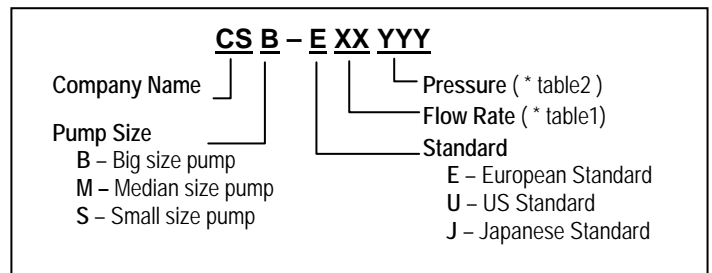 CS B – E XX YYY
Company Name
Pressure ( * table2 )
Flow Rate ( * table1)
Pump Size
Standard
B – Big size pump
M – Median size pump
S – Small size pump
E – European Standard
U – US Standard
J – Japanese Standard